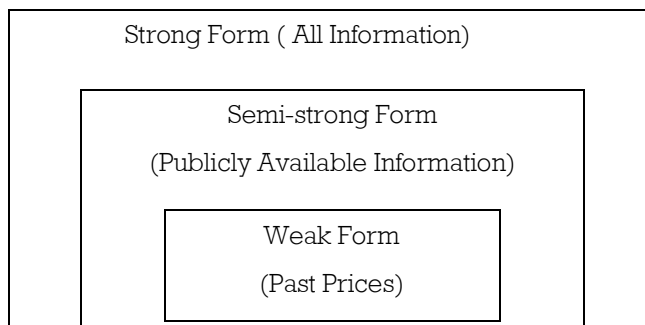 Strong Form ( All Information)
Semi-strong Form
(Publicly Available Information)
Weak Form
(Past Prices)